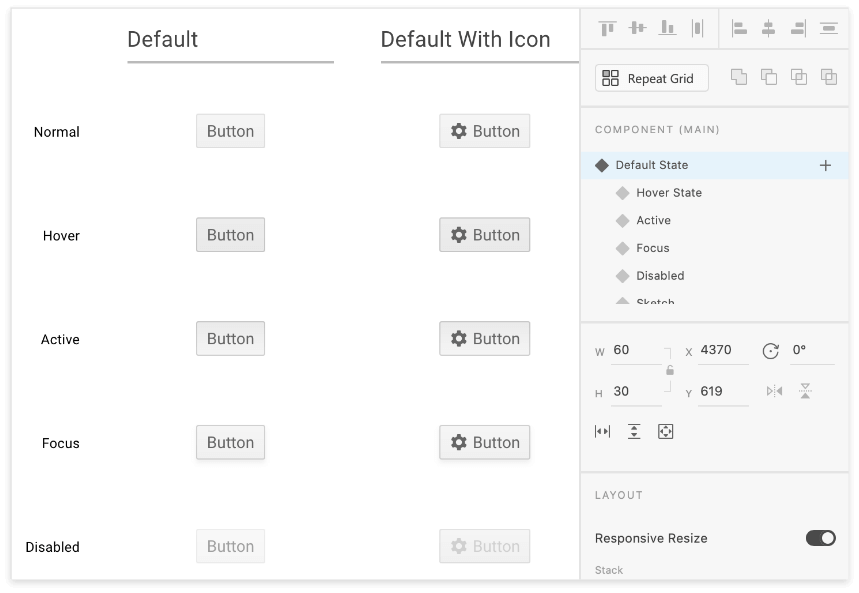 Default
Default With Icon
Normal
Button
Button
Hover
Button
Button
Active
Button
Button
Focus
Button
Button
Disabled
Button
Button
Repeat Grid
COMPONENT (MAIN)
Default State
Hover State
Active
Focus
Disabled
Sketch
W 60 X 4370 0°
H 30 Y 619
LAYOUT
Responsive Resize
Stack